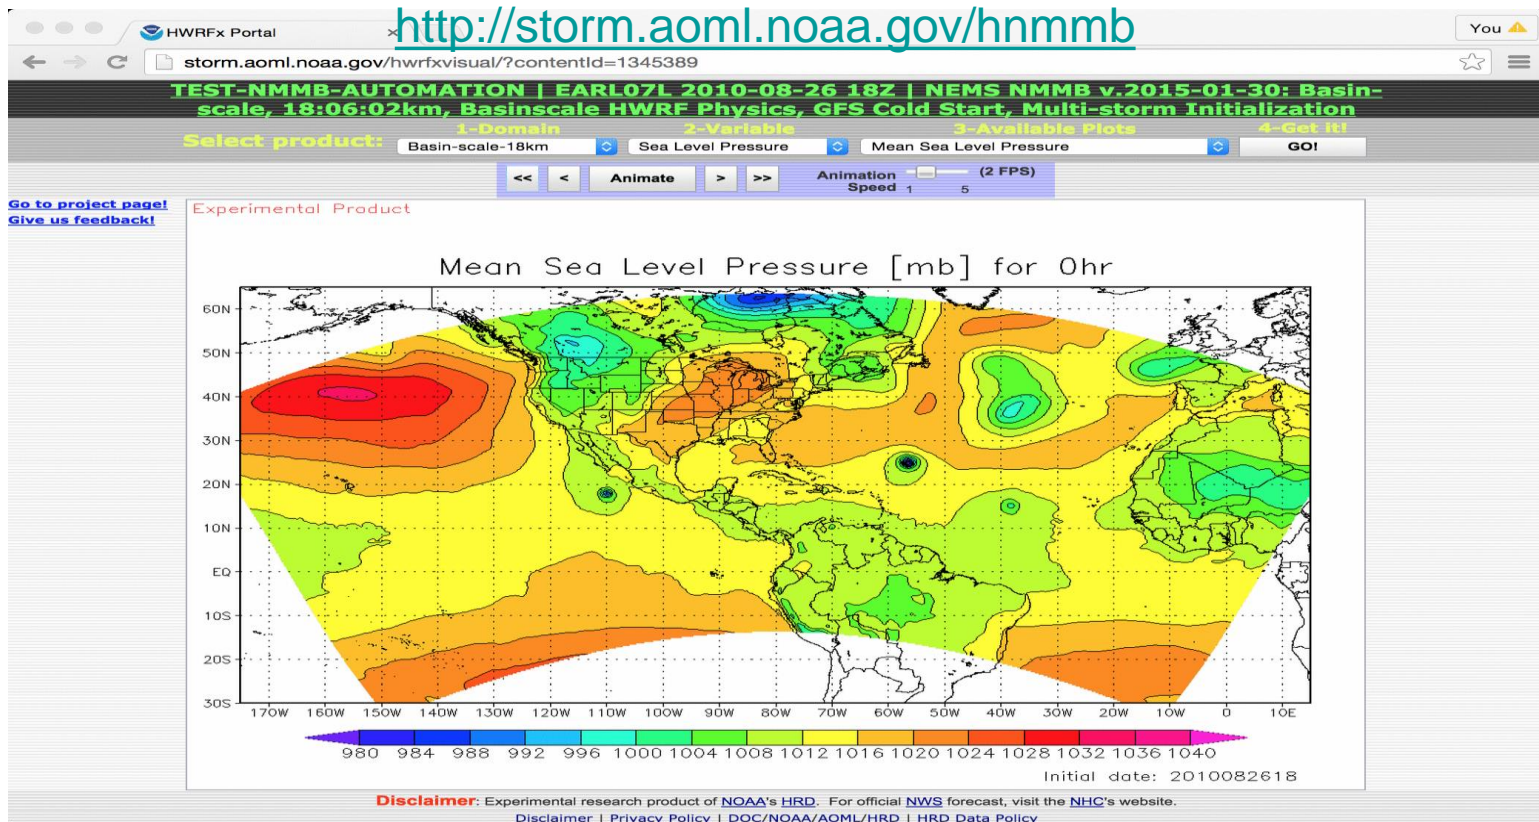 http://storm.aoml.noaa.gov/hnmmb
HWRFx Portal
You
storm.aoml.noaa.gov/hwrfxvisual/?contentId=1345389
TEST-NMMB-AUTOMATION | EARL07L 2010-08-26 18Z | NEMS NMMB v.2015-01-30: Basin-
scale, 18:06:02km, Basinscale HWRF Physics, GFS Cold Start, Multi-storm Initialization
1-Domain 2-Variable 3-Available Plots 4-Get it!
Select product: Basin-scale-18km Sea Level Pressure Mean Sea Level Pressure GO!
<< < Animate > >> Animation Speed 1 5 (2 FPS)
Go to project page!
Give us feedback!
Experimental Product
Mean Sea Level Pressure [mb] for 0hr
60N
50N
40N
30N
20N
10N
EQ
10S
20S
30S
170W 160W 150W 140W 130W 120W 110W 100W 90W 80W 70W 60W 50W 40W 30W 20W 10W 0 10E
980 984 988 992 996 1000 1004 1008 1012 1016 1020 1024 1028 1032 1036 1040
Initial date: 2010082618
Disclaimer: Experimental research product of NOAA's HRD. For official NWS forecast, visit the NHC's website.
Disclaimer | Privacy Policy | DOC/NOAA/AOML/HRD | HRD Data Policy